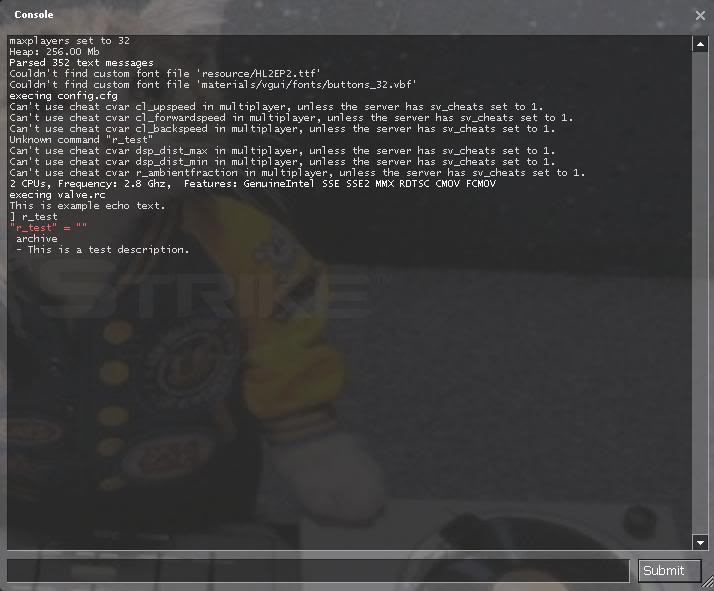 Console
maxplayers set to 32
Heap: 256.00 Mb
Parsed 352 text messages
Couldn't find custom font file 'resource/HL2EP2.ttf'
Couldn't find custom font file 'materials/vgui/fonts/buttons_32.vbf'
execing config.cfg
Can't use cheat cvar cl_upspeed in multiplayer, unless the server has sv_cheats set to 1.
Can't use cheat cvar cl_forwardspeed in multiplayer, unless the server has sv_cheats set to 1.
Can't use cheat cvar cl_backspeed in multiplayer, unless the server has sv_cheats set to 1.
Unknown command "r_test"
Can't use cheat cvar dsp_dist_max in multiplayer, unless the server has sv_cheats set to 1.
Can't use cheat cvar dsp_dist_min in multiplayer, unless the server has sv_cheats set to 1.
Can't use cheat cvar r_ambientfraction in multiplayer, unless the server has sv_cheats set to 1.
2 CPUs, Frequency: 2.8 Ghz,  Features: GenuineIntel SSE SSE2 MMX RDTSC CMOV FCMOV
execing valve.rc
This is example echo text.
] r_test
"r_test" = ""
archive
- This is a test description.
STRIKE™
Submit